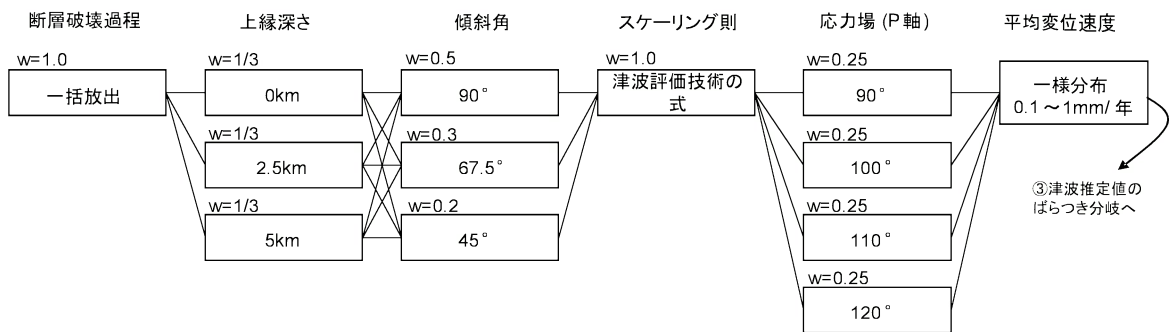 断層破壊過程
上縁深さ
傾斜角
スケーリング則
応力場 (P 軸)
平均変位速度
w=1.0
一括放出
w=1/3
0km
w=1/3
2.5km
w=1/3
5km
w=0.5
90°
w=0.3
67.5°
w=0.2
45°
w=1.0
津波評価技術の
式
w=0.25
90°
w=0.25
100°
w=0.25
110°
w=0.25
120°
一様分布
0.1～1mm/ 年
③津波推定値の
ばらつき分岐へ